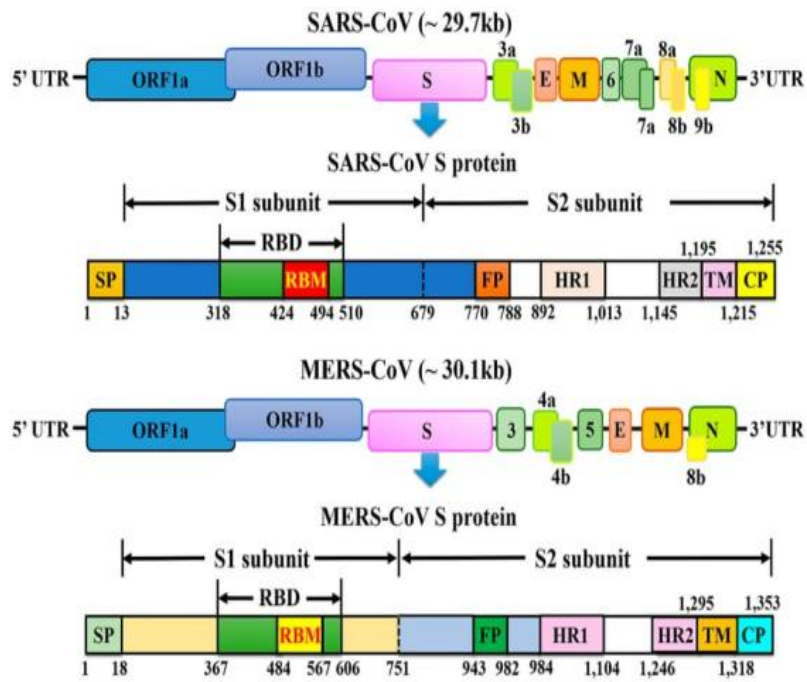 SARS-CoV (~ 29.7kb)
3a 7a 8a
5' UTR ORF1a ORF1b S E M 6 N 3'UTR
3b 7a 8b 9b
SARS-CoV S protein
S1 subunit S2 subunit
RBD 1,195 1,255
SP RBM FP HR1 HR2 TM CP
1 13 318 424 494 510 679 770 788 892 1,013 1,145 1,215
MERS-CoV (~ 30.1kb)
4a
5' UTR ORF1a ORF1b S 3 5 E M N 3'UTR
4b 8b
MERS-CoV S protein
S1 subunit S2 subunit
RBD 1,295 1,353
SP RBM FP HR1 HR2 TM CP
1 18 367 484 567 606 751 943 982 984 1,104 1,246 1,318